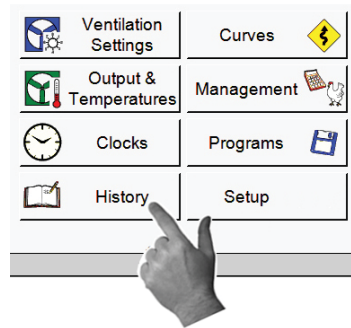 Ventilation
Settings
Curves
Output &
Temperatures
Management
Clocks
Programs
History
Setup